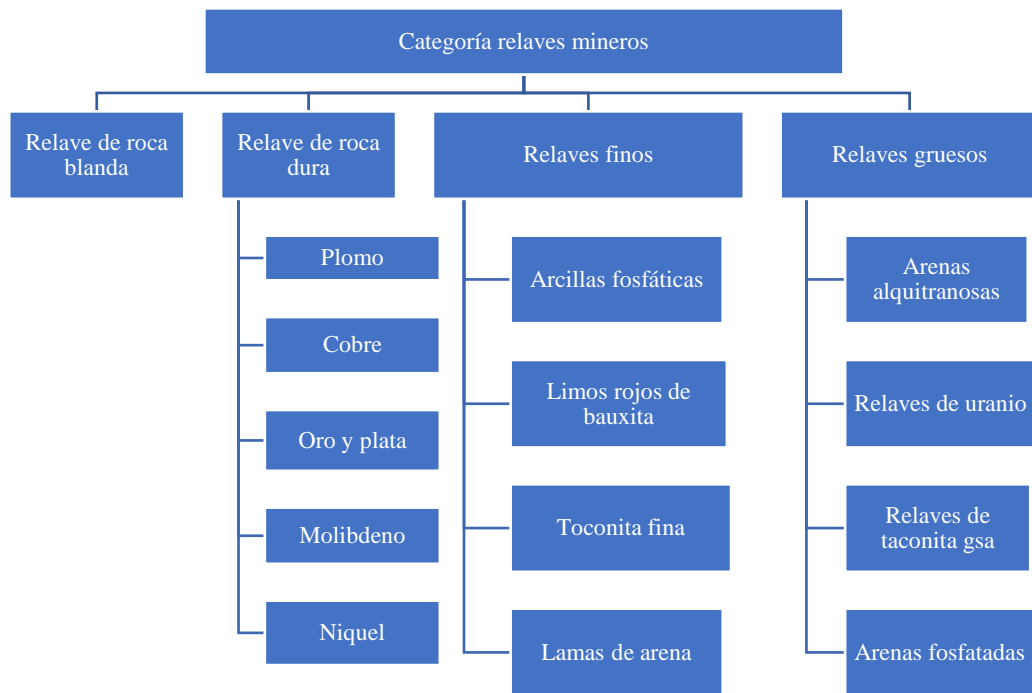 Categoría relaves mineros
Relave de roca
blanda
Relave de roca
dura
Plomo
Cobre
Oro y plata
Molibdeno
Niquel
Relaves finos
Arcillas fosfáticas
Limos rojos de
bauxita
Toconita fina
Lamas de arena
Relaves gruesos
Arenas
alquitranosas
Relaves de uranio
Relaves de
taconita gsa
Arenas fosfatadas